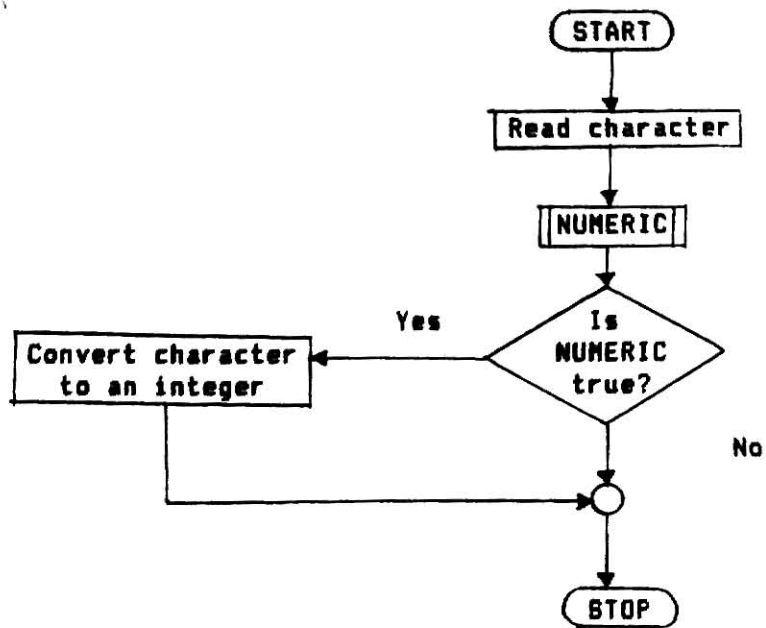 START
Read character
NUMERIC
Is
NUMERIC
true?
Yes
Convert character
to an integer
No
STOP